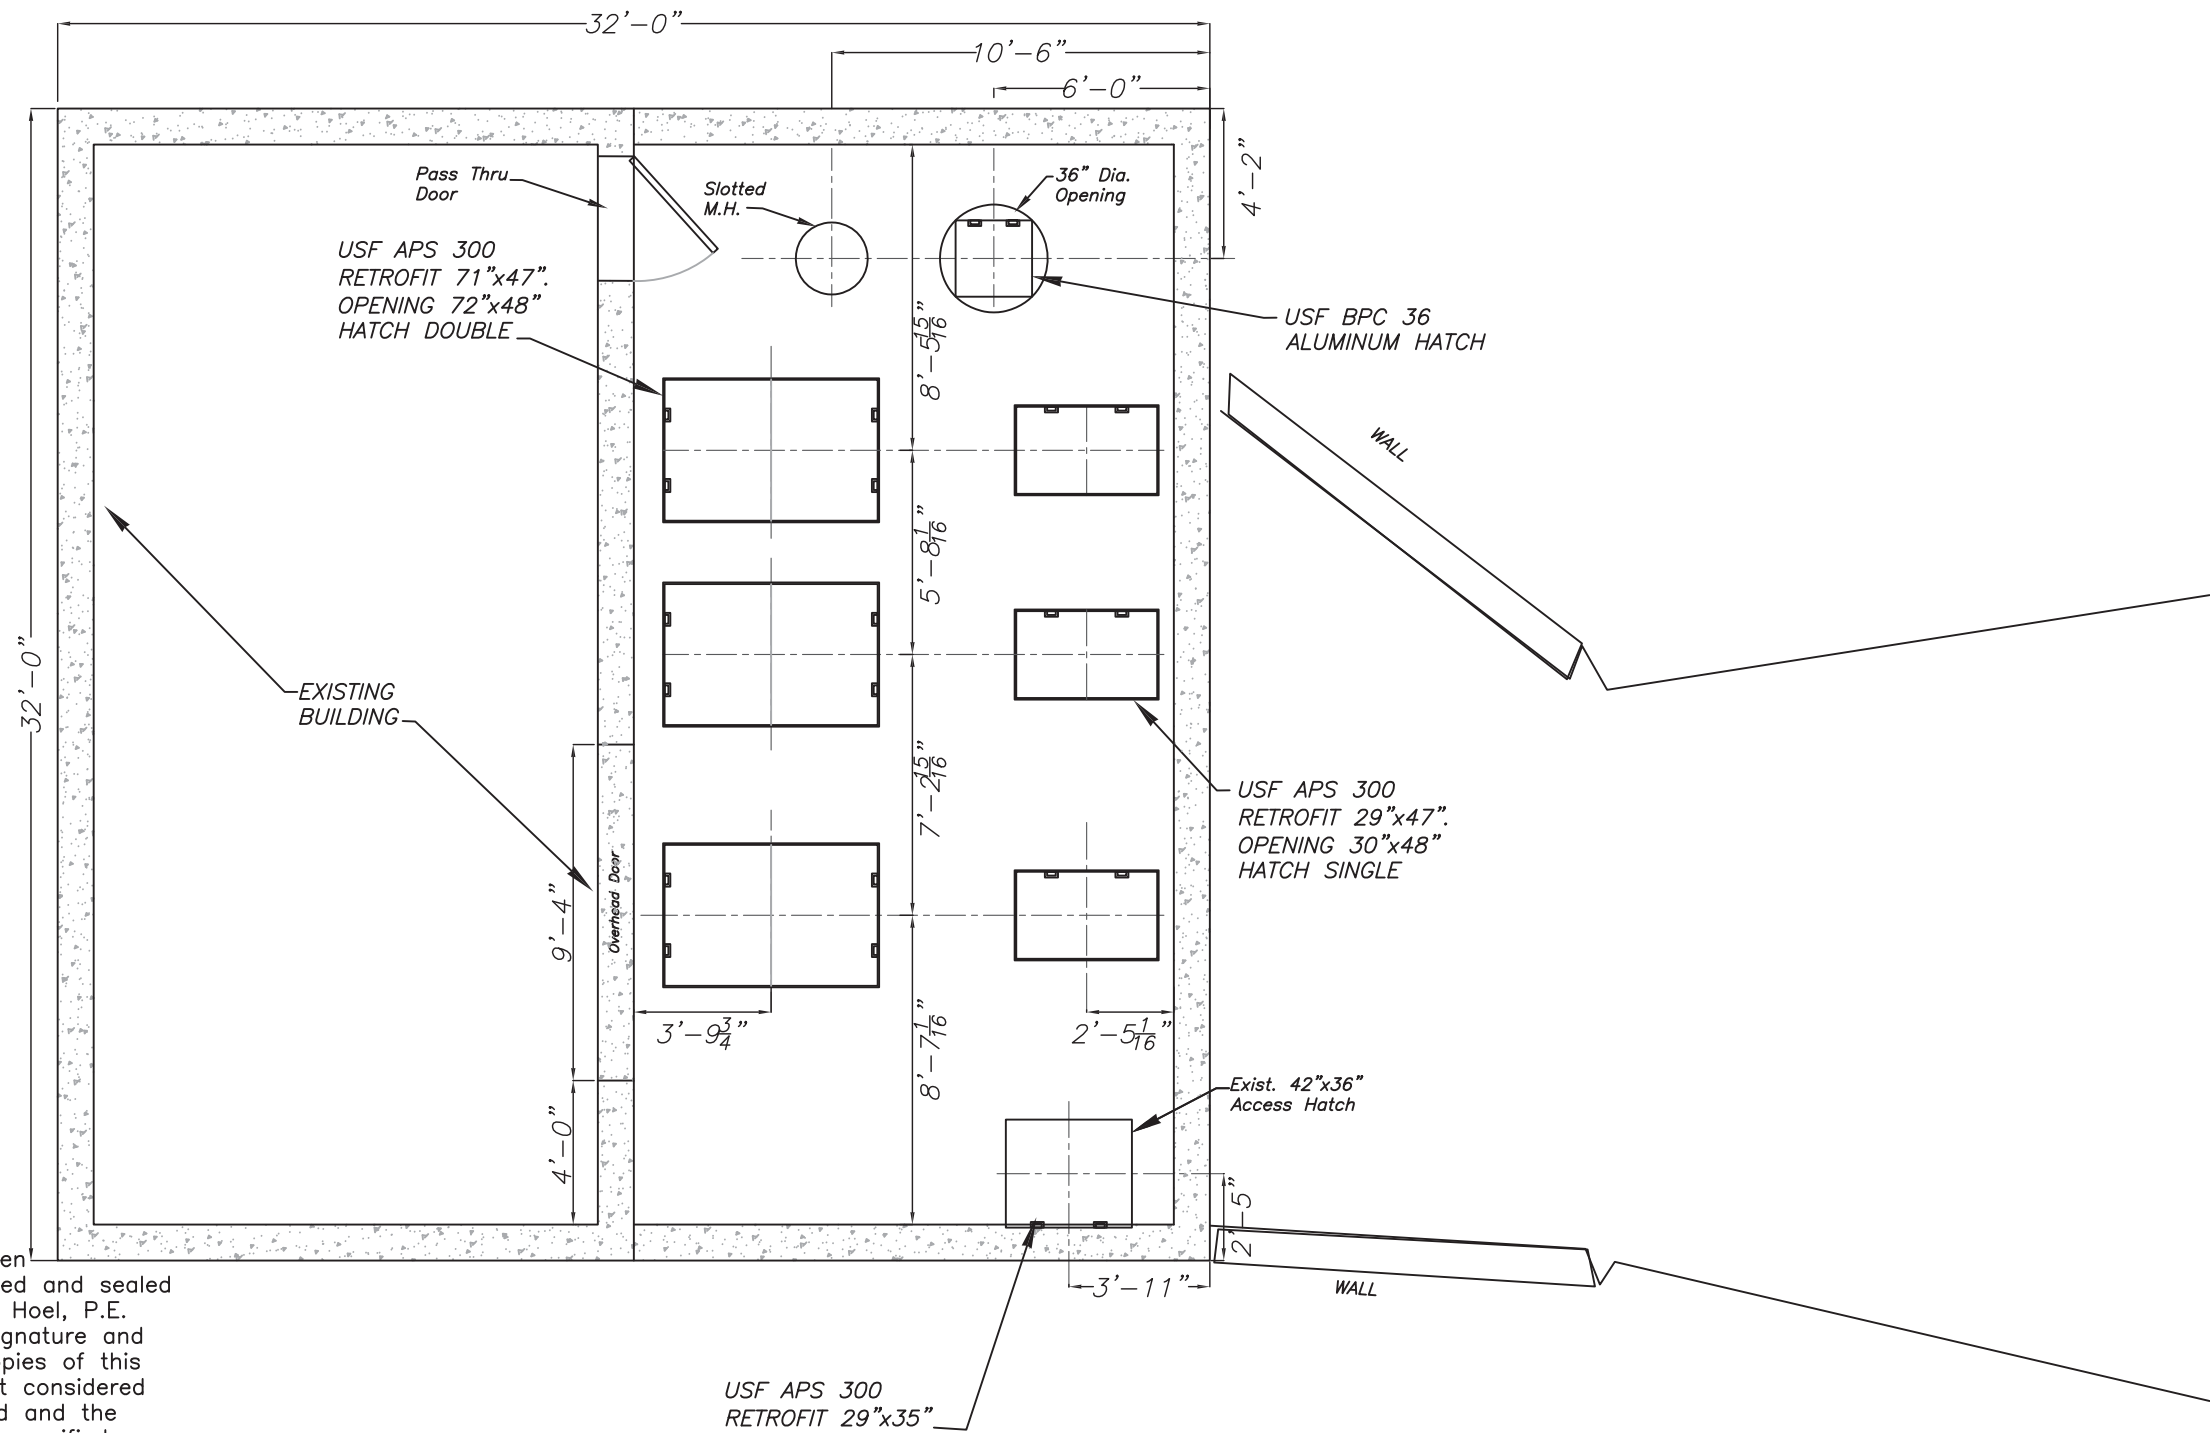 32'-0"
10'-6"
6'-0"
4'-2"
Pass Thru
Door
Slotted
M.H.
36" Dia.
Opening
USF APS 300
RETROFIT 71"x47".
OPENING 72"x48"
HATCH DOUBLE
USF BPC 36
ALUMINUM HATCH
8'-5 15/16"
WALL
5'-8 1/16"
32'-0"
EXISTING
BUILDING
7'-2 15/16"
USF APS 300
RETROFIT 29"x47".
OPENING 30"x48"
HATCH SINGLE
Overhead Door
9'-4"
3'-9 3/4"
2'-5 1/16"
8'-7 1/16"
Exist. 42"x36"
Access Hatch
4'-0"
2'-5"
3'-11"
WALL
en
ed and sealed
Hoel, P.E.
gnature and
pies of this
t considered
d and the
USF APS 300
RETROFIT 29"x35"